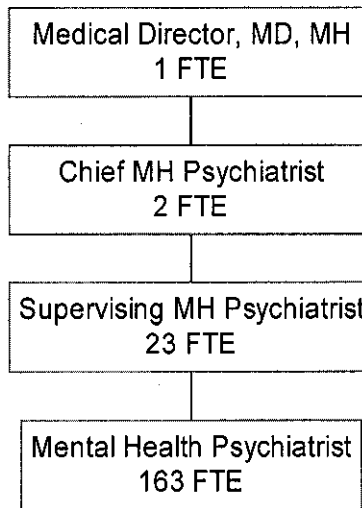 Medical Director, MD, MH
1 FTE
Chief MH Psychiatrist
2 FTE
Supervising MH Psychiatrist
23 FTE
Mental Health Psychiatrist
163 FTE